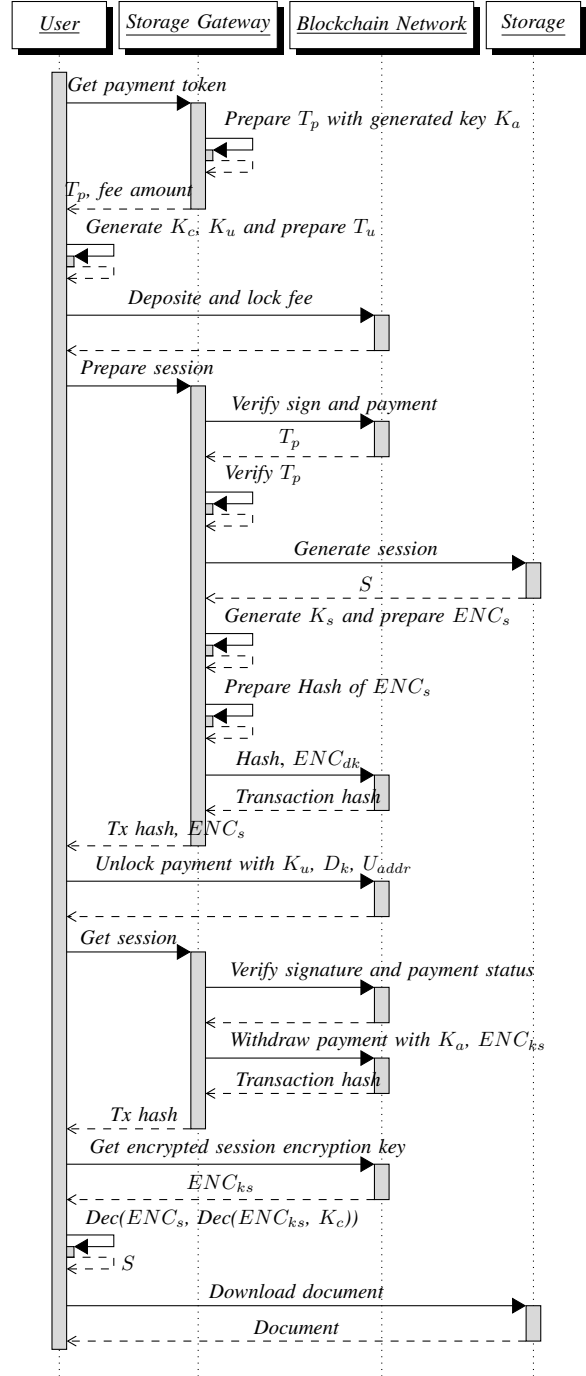 User Storage Gateway Blockchain Network Storage
Get payment token
Prepare T_p with generated key K_a
T_p, fee amount
Generate K_c, K_u and prepare T_u
Deposite and lock fee
Prepare session
Verify sign and payment
T_p
Verify T_p
Generate session
S
Generate K_s and prepare ENC_s
Prepare Hash of ENC_s
Hash, ENC_dk
Transaction hash
Tx hash, ENC_s
Unlock payment with K_u, D_k, U_addr
Get session
Verify signature and payment status
Withdraw payment with K_a, ENC_ks
Transaction hash
Tx hash
Get encrypted session encryption key
ENC_ks
Dec(ENC_s, Dec(ENC_ks, K_c))
S
Download document
Document